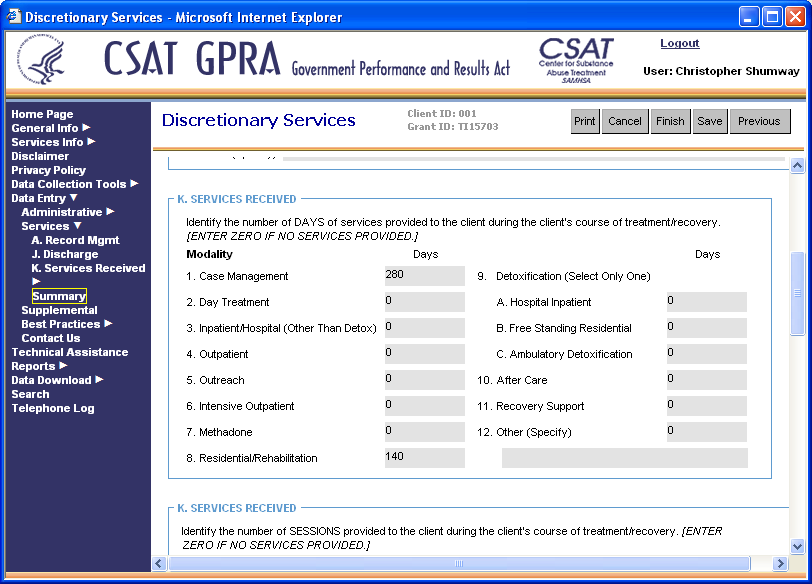 Discretionary Services - Microsoft Internet Explorer
CSAT GPRA Government Performance and Results Act
CSAT
Center for Substance
Abuse Treatment
SAMHSA
Logout
User: Christopher Shumway
Discretionary Services
Client ID: 001
Grant ID: TI15703
Print Cancel Finish Save Previous
Home Page
General Info
Services Info
Disclaimer
Privacy Policy
Data Collection Tools
Data Entry
Administrative
Services
A. Record Mgmt
J. Discharge
K. Services Received
Summary
Supplemental
Best Practices
Contact Us
Technical Assistance
Reports
Data Download
Search
Telephone Log
K. SERVICES RECEIVED
Identify the number of DAYS of services provided to the client during the client's course of treatment/recovery.
[ENTER ZERO IF NO SERVICES PROVIDED.]
Modality Days Days
1. Case Management 280 9. Detoxification (Select Only One)
2. Day Treatment 0 A. Hospital Inpatient 0
3. Inpatient/Hospital (Other Than Detox) 0 B. Free Standing Residential 0
4. Outpatient 0 C. Ambulatory Detoxification 0
5. Outreach 0 10. After Care 0
6. Intensive Outpatient 0 11. Recovery Support 0
7. Methadone 0 12. Other (Specify) 0
8. Residential/Rehabilitation 140
K. SERVICES RECEIVED
Identify the number of SESSIONS provided to the client during the client's course of treatment/recovery. [ENTER
ZERO IF NO SERVICES PROVIDED.]